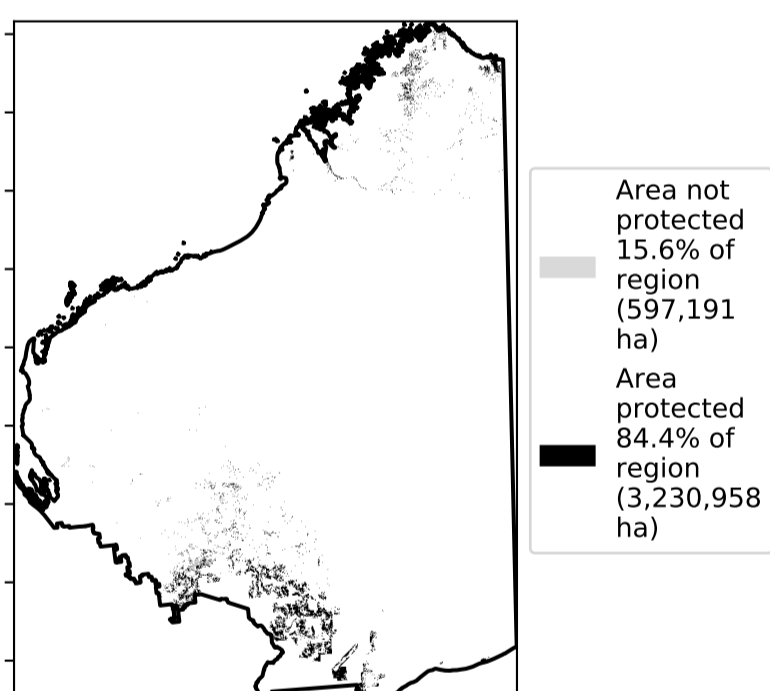 Area not
protected
15.6% of
region
(597,191
ha)
Area
protected
84.4% of
region
(3,230,958
ha)